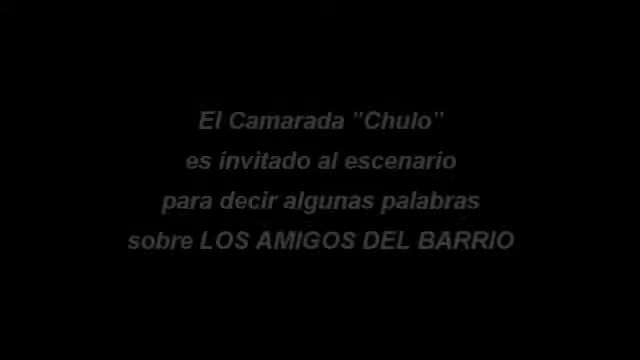 El Camarada "Chulo"
es invitado al escenario
para decir algunas palabras
sobre LOS AMIGOS DEL BARRIO